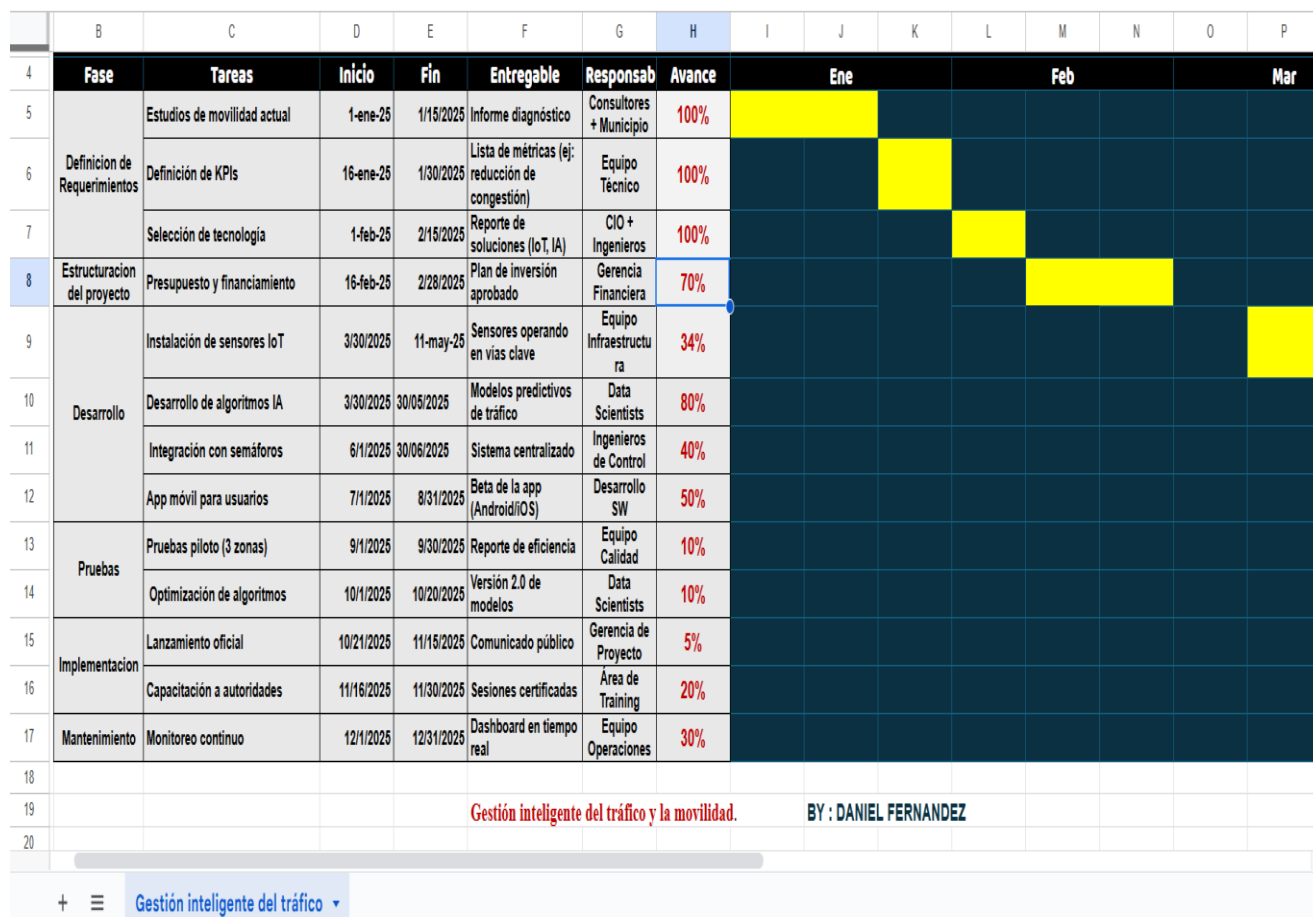 B C D E F G H I J K L M N O P
4 Fase Tareas Inicio Fin Entregable Responsab Avance Ene Feb Mar
5 Estudios de movilidad actual 1-ene-25 1/15/2025 Informe diagnóstico Consultores + Municipio 100%
Definicion de Requerimientos
6 Definición de KPIs 16-ene-25 1/30/2025 Lista de métricas (ej: reducción de congestión) Equipo Técnico 100%
7 Selección de tecnología 1-feb-25 2/15/2025 Reporte de soluciones (IoT, IA) CIO + Ingenieros 100%
8 Estructuracion del proyecto Presupuesto y financiamiento 16-feb-25 2/28/2025 Plan de inversión aprobado Gerencia Financiera 70%
9 Instalación de sensores IoT 3/30/2025 11-may-25 Sensores operando en vías clave Equipo Infraestructu ra 34%
Desarrollo
10 Desarrollo de algoritmos IA 3/30/2025 30/05/2025 Modelos predictivos de tráfico Data Scientists 80%
11 Integración con semáforos 6/1/2025 30/06/2025 Sistema centralizado Ingenieros de Control 40%
12 App móvil para usuarios 7/1/2025 8/31/2025 Beta de la app (Android/iOS) Desarrollo SW 50%
Pruebas
13 Pruebas piloto (3 zonas) 9/1/2025 9/30/2025 Reporte de eficiencia Equipo Calidad 10%
14 Optimización de algoritmos 10/1/2025 10/20/2025 Versión 2.0 de modelos Data Scientists 10%
Implementacion
15 Lanzamiento oficial 10/21/2025 11/15/2025 Comunicado público Gerencia de Proyecto 5%
16 Capacitación a autoridades 11/16/2025 11/30/2025 Sesiones certificadas Área de Training 20%
17 Mantenimiento Monitoreo continuo 12/1/2025 12/31/2025 Dashboard en tiempo real Equipo Operaciones 30%
18
19 Gestión inteligente del tráfico y la movilidad. BY : DANIEL FERNANDEZ
20
Gestión inteligente del tráfico